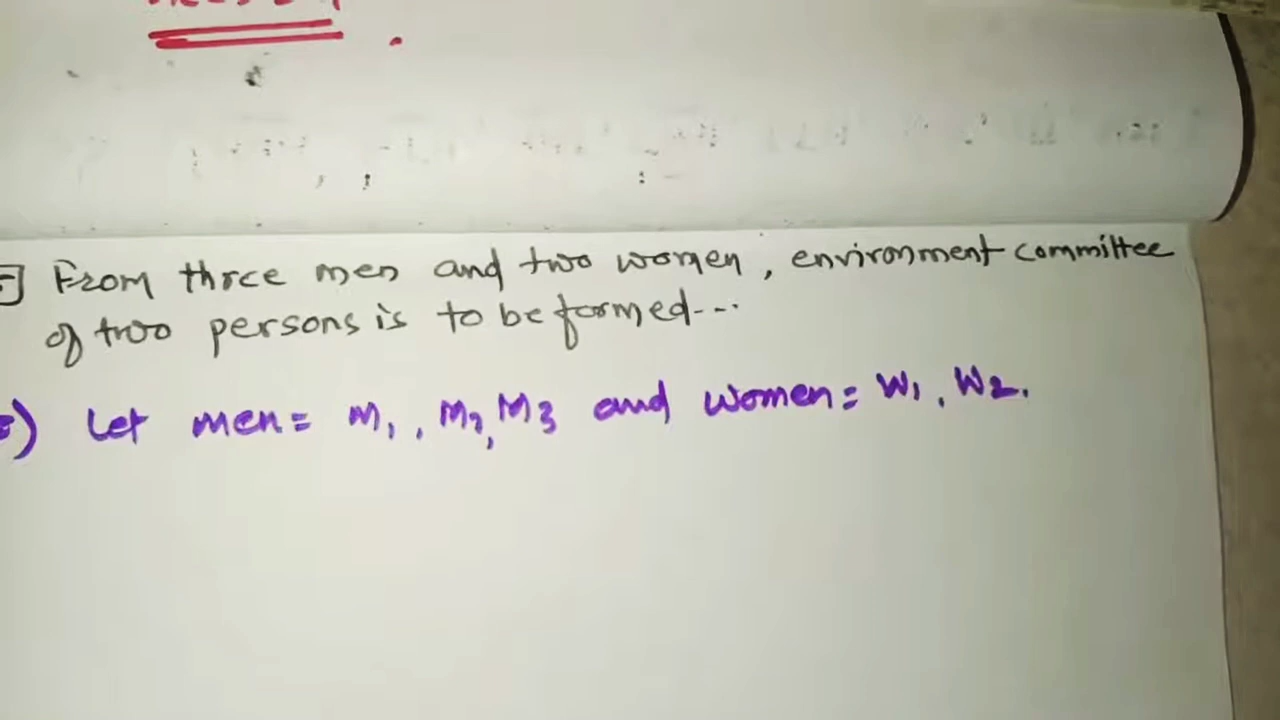 From three men and two women, environment committee
of two persons is to be formed...
Let men = M1, M2, M3 and women = W1, W2.